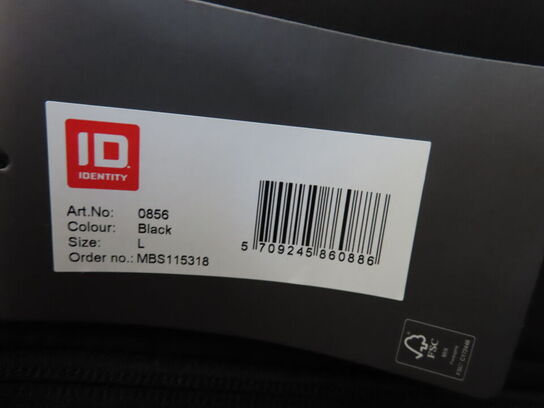 ID
IDENTITY
Art.No: 0856
Colour: Black
Size: L
Order no.: MBS115318
5 709245 860886
FSC